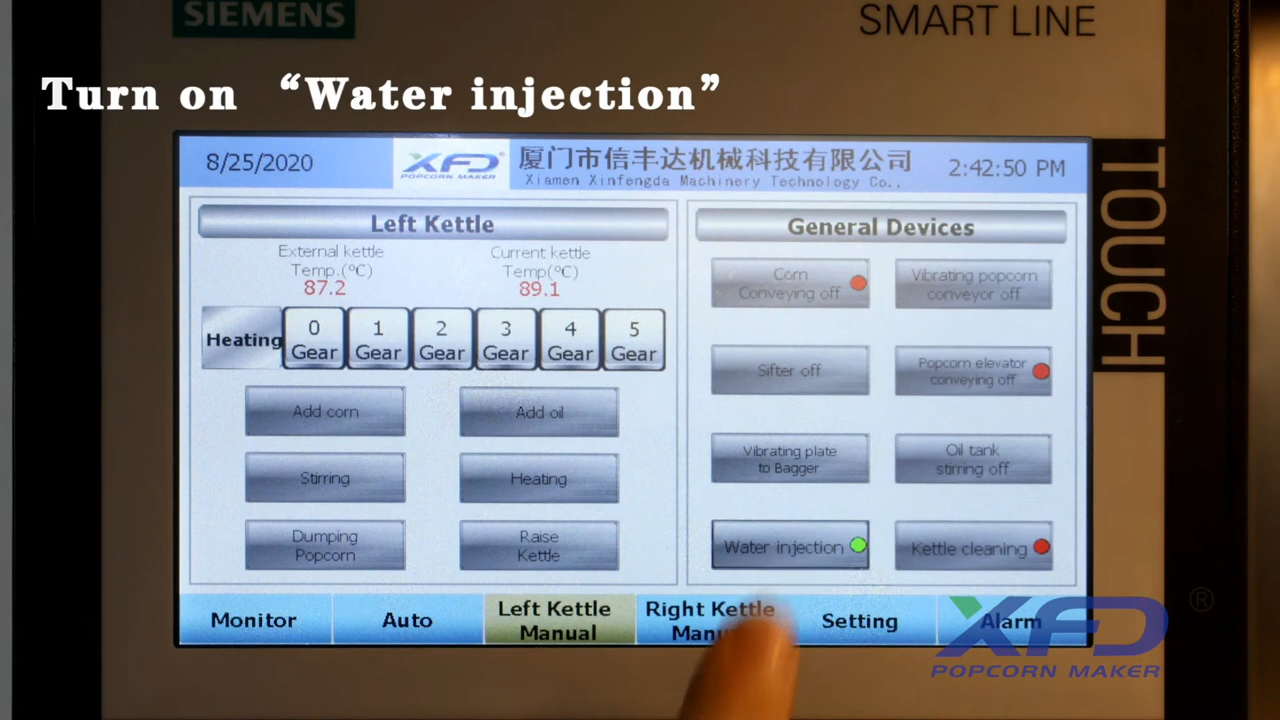 SIEMENS
SMART LINE
Turn on “Water injection”
TOUCH
8/25/2020
XFD
POPCORN MAKER
厦门市信丰达机械科技有限公司
Xiamen Xinfengda Machinery Technology Co.,
2:42:50 PM
Left Kettle
External kettle
Temp.(℃)
87.2
Current kettle
Temp(℃)
89.1
Heating
0
Gear
1
Gear
2
Gear
3
Gear
4
Gear
5
Gear
Add corn
Add oil
Stirring
Heating
Dumping
Popcorn
Raise
Kettle
General Devices
Corn
Conveying off
Vibrating popcorn
conveyor off
Sifter off
Popcorn elevator
conveying off
Vibrating plate
to Bagger
Oil tank
stirring off
Water injection
Kettle cleaning
Monitor
Auto
Left Kettle
Manual
Right Kettle
Manu
Setting
Alarm
XFD
®
POPCORN MAKER